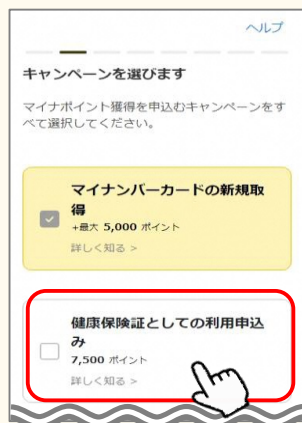 ヘルプ
キャンペーンを選びます
マイナポイント獲得を申込むキャンペーンをす
べて選択してください。
マイナンバーカードの新規取
得
+最大 5,000 ポイント
詳しく知る >
健康保険証としての利用申込
み
7,500 ポイント
詳しく知る >